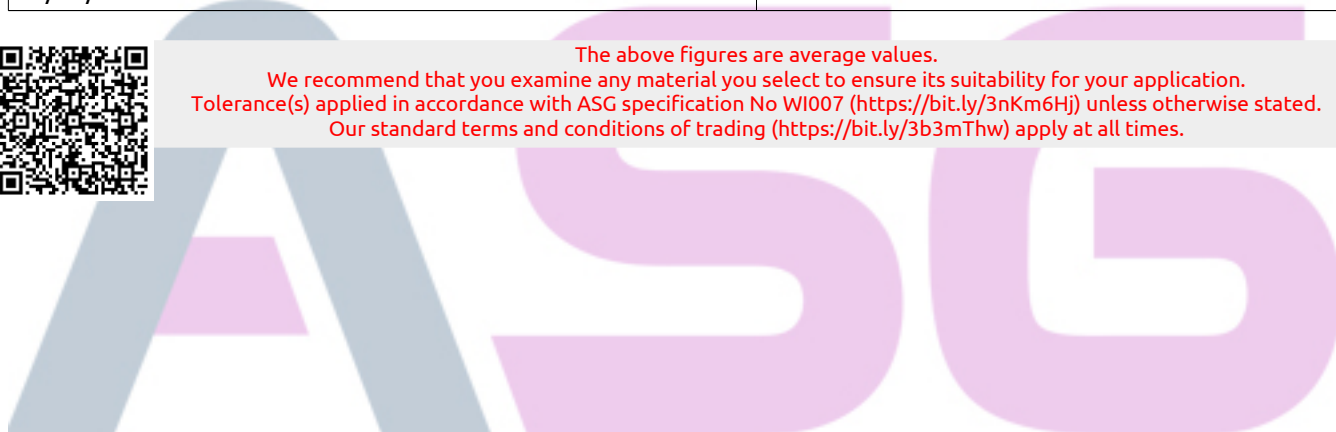 The above figures are average values.
We recommend that you examine any material you select to ensure its suitability for your application.
Tolerance(s) applied in accordance with ASG specification No WI007 (https://bit.ly/3nKm6Hj) unless otherwise stated.
Our standard terms and conditions of trading (https://bit.ly/3b3mThw) apply at all times.
ASG